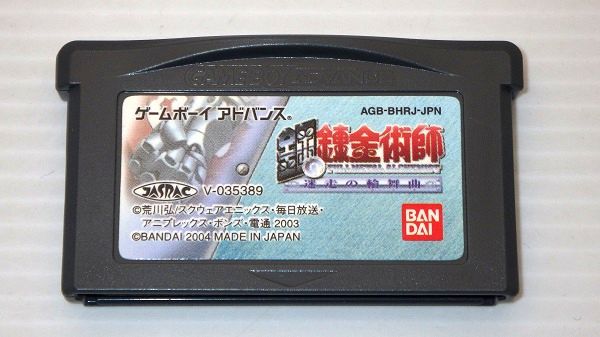 GAME BOY ADVANCE
ゲームボーイ アドバンス®
AGB-BHRJ-JPN
鋼の錬金術師
FULLMETAL ALCHEMIST
迷走の輪舞曲
JASRAC V-035389
©荒川弘/スクウェアエニックス・毎日放送・
アニプレックス・ボンズ・電通 2003
©BANDAI 2004 MADE IN JAPAN
BAN
DAI